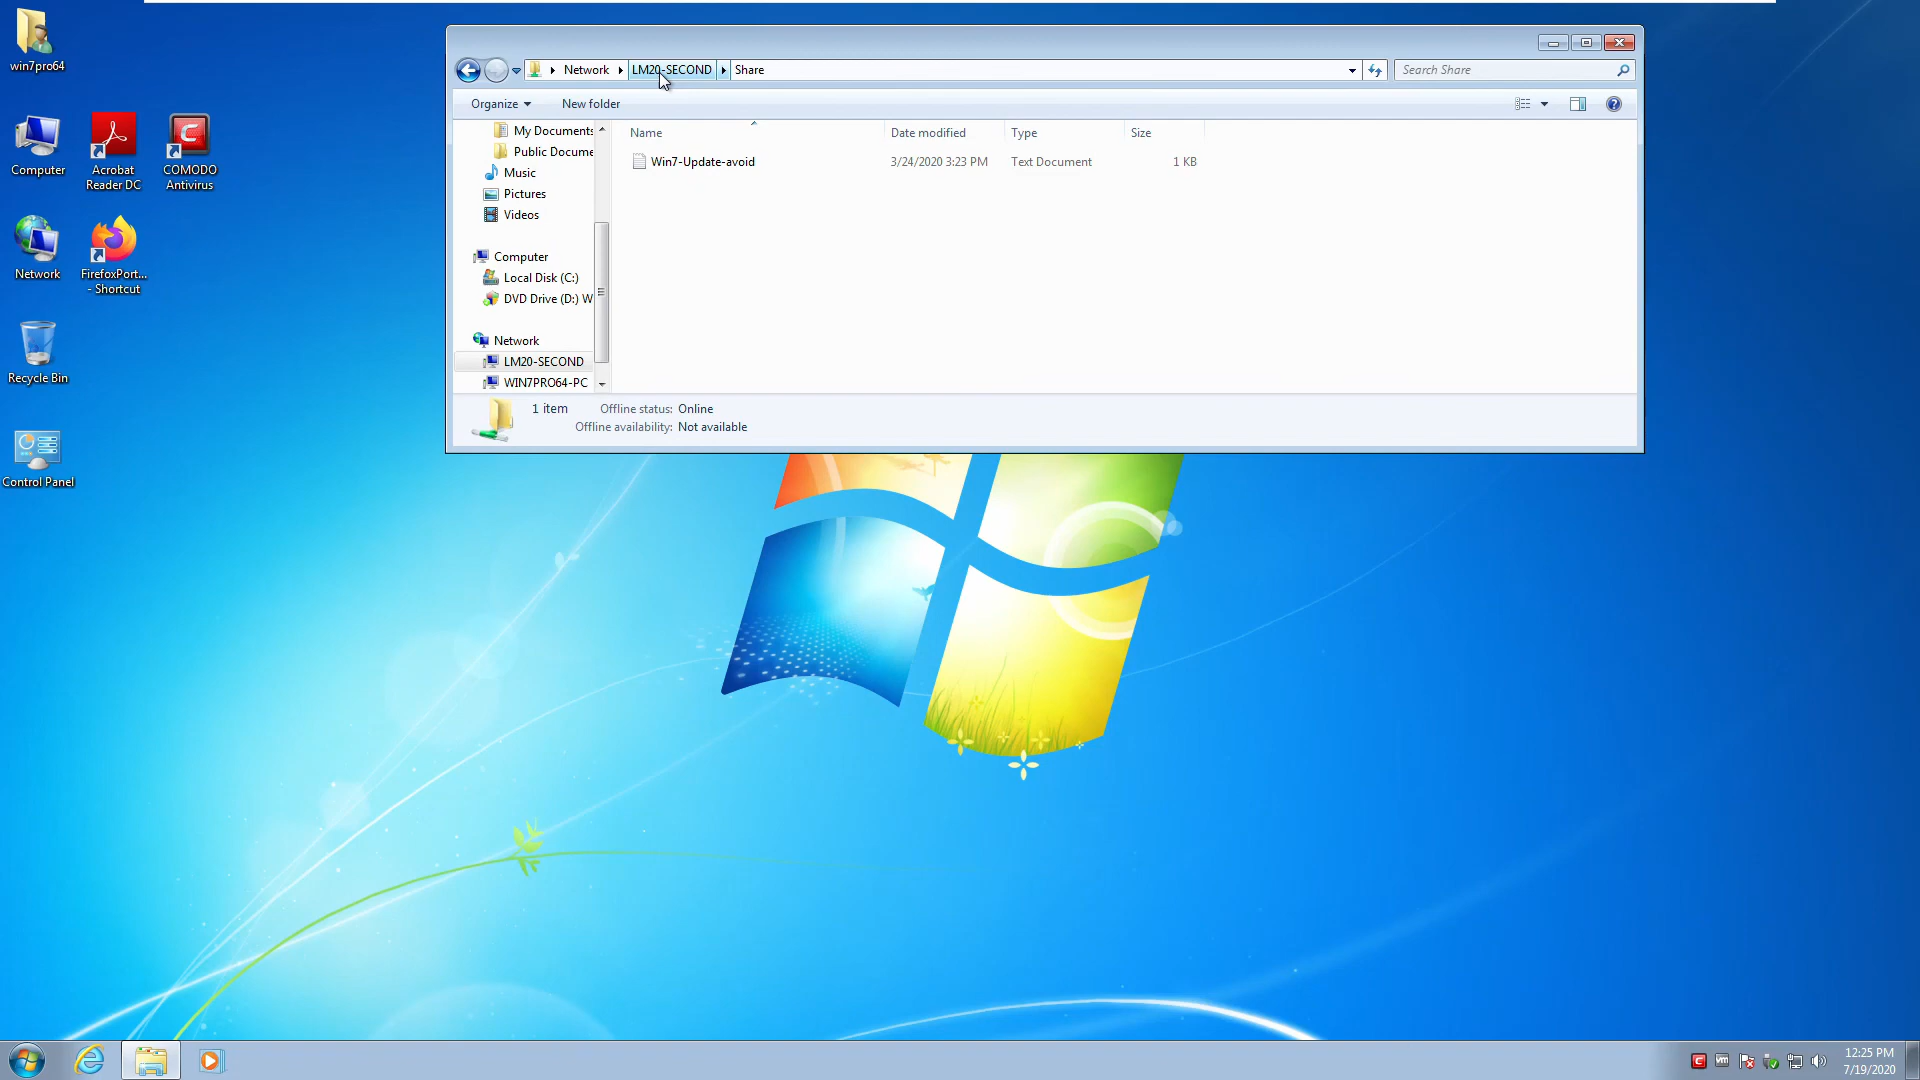 win7pro64
Computer
Acrobat
Reader DC
COMODO
Antivirus
Network
FirefoxPort...
- Shortcut
Recycle Bin
Control Panel
Network
LM20-SECOND
Share
Search Share
Organize
New folder
My Documents
Public Docume
Music
Pictures
Videos
Computer
Local Disk (C:)
DVD Drive (D:) W
Network
LM20-SECOND
WIN7PRO64-PC
Name
Date modified
Type
Size
Win7-Update-avoid
3/24/2020 3:23 PM
Text Document
1 KB
1 item
Offline status: Online
Offline availability: Not available
12:25 PM
7/19/2020